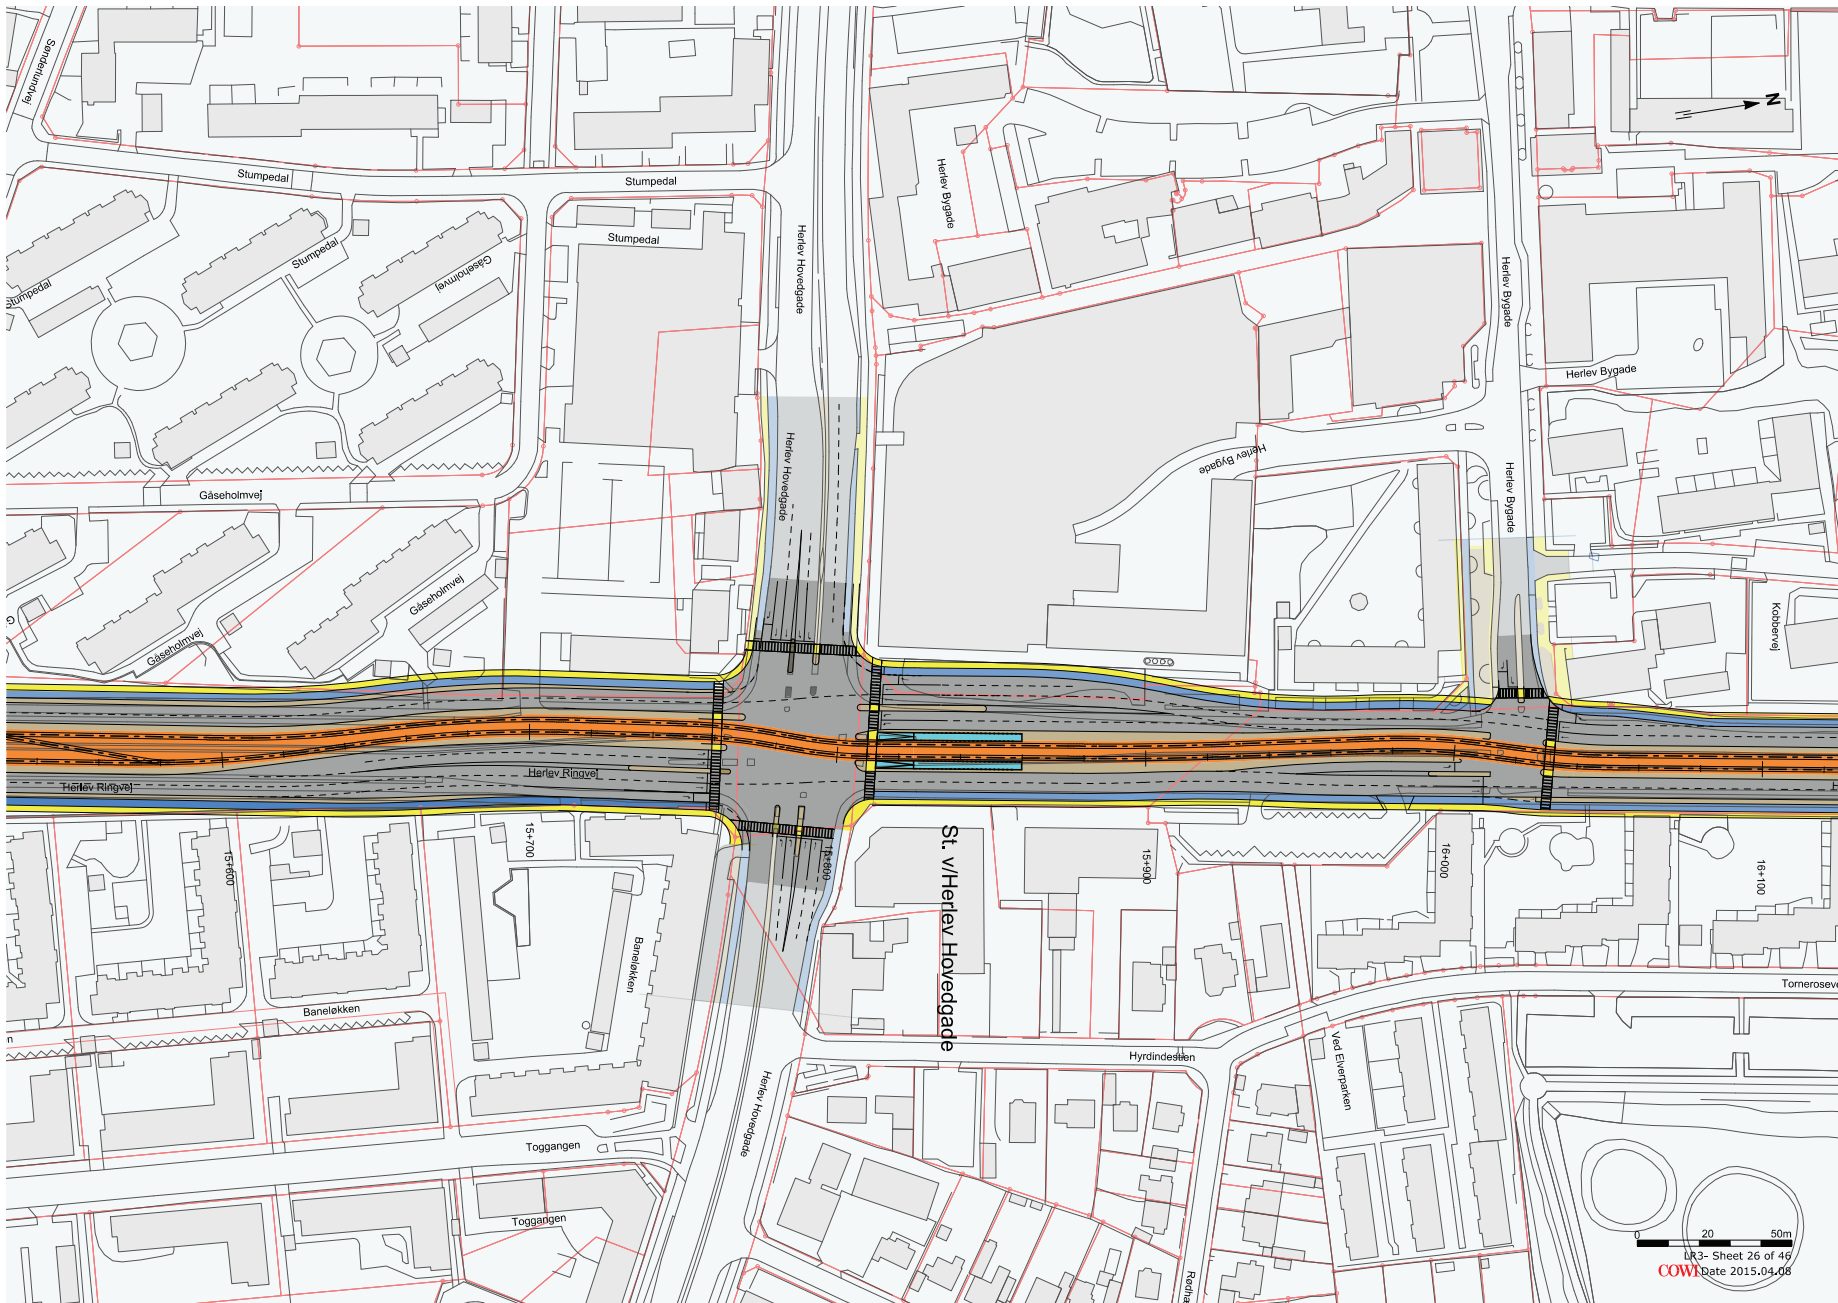 Sønderlundvej
Stumpedal
Stumpedal
Stumpedal
Stumpedal
Stumpedal
Gåseholmvej
Herlev Hovedgade
Herlev Bygade
Herlev Bygade
Herlev Bygade
N
Herlev Hovedgade
Herlev Bygade
Herlev Bygade
Gåseholmvej
Gåseholmvej
Gåseholmvej
G
Kobbervej
Herlev Ringvej
Herlev Ringvej
15+600
15+700
15+800
15+900
16+000
16+100
St. v/Herlev Hovedgade
Baneløkken
Baneløkken
n
Torneroseve
Hyrdindestien
Ved Elverparken
Herlev Hovedgade
Toggangen
Toggangen
Rødha
0 20 50m
LR3- Sheet 26 of 46
COWI Date 2015.04.08